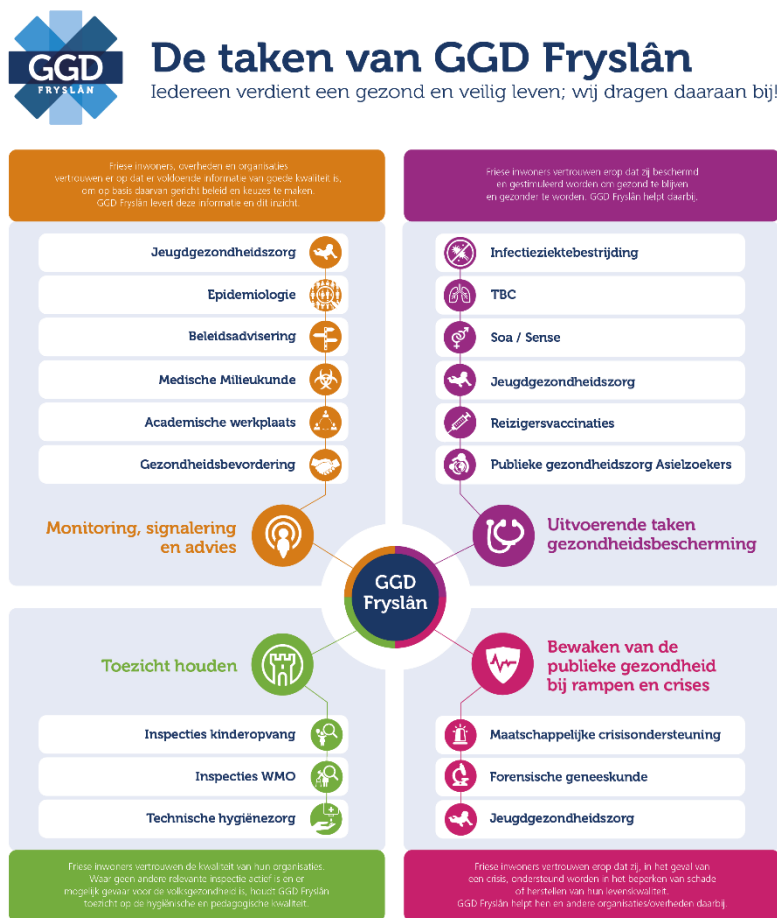 GGD
FRYSLÂN
De taken van GGD Fryslân
Iedereen verdient een gezond en veilig leven; wij dragen daaraan bij!
Friese inwoners, overheden en organisaties
vertrouwen er op dat er voldoende informatie van goede kwaliteit is,
om op basis daarvan gericht beleid en keuzes te maken.
GGD Fryslân levert deze informatie en dit inzicht.
Jeugdgezondheidszorg
Epidemiologie
Beleidsadvisering
Medische Milieukunde
Academische werkplaats
Gezondheidsbevordering
Monitoring, signalering
en advies
Friese inwoners vertrouwen erop dat zij beschermd
en gestimuleerd worden om gezond te blijven
en gezonder te worden. GGD Fryslân helpt daarbij.
Infectieziektebestrijding
TBC
Soa / Sense
Jeugdgezondheidszorg
Reizigersvaccinaties
Publieke gezondheidszorg Asielzoekers
Uitvoerende taken
gezondheidsbescherming
GGD
Fryslân
Toezicht houden
Inspecties kinderopvang
Inspecties WMO
Technische hygiënezorg
Friese inwoners vertrouwen de kwaliteit van hun organisaties.
Waar geen andere relevante inspectie actief is en er
mogelijk gevaar voor de volksgezondheid is, houdt GGD Fryslân
toezicht op de hygiënische en pedagogische kwaliteit.
Bewaken van de
publieke gezondheid
bij rampen en crises
Maatschappelijke crisisondersteuning
Forensische geneeskunde
Jeugdgezondheidszorg
Friese inwoners vertrouwen erop dat zij, in het geval van
een crisis, ondersteund worden in het beperken van schade
of herstellen van hun levenskwaliteit.
GGD Fryslân helpt hen en andere organisaties/overheden daarbij.